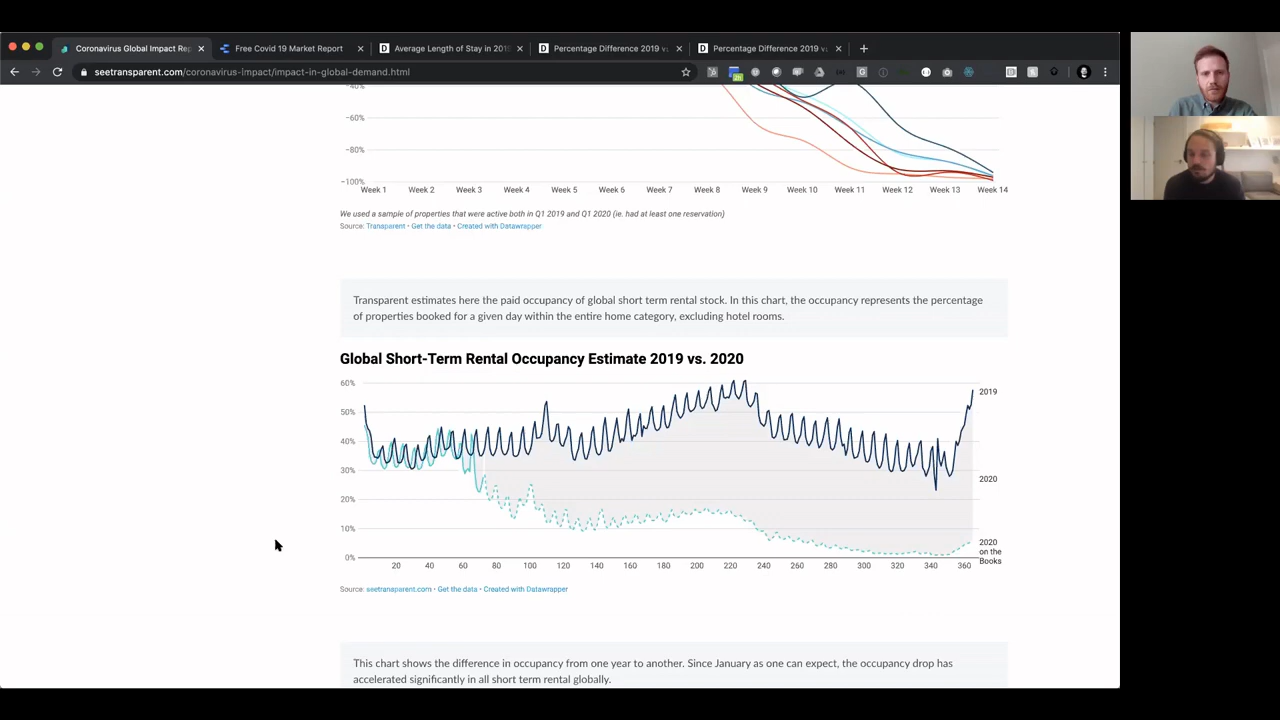 Coronavirus Global Impact Rep
Free Covid 19 Market Report
Average Length of Stay in 2019
Percentage Difference 2019 v
Percentage Difference 2019 v
seetransparent.com/coronavirus-impact/impact-in-global-demand.html
-40%
-60%
-80%
-100%
Week 1 Week 2 Week 3 Week 4 Week 5 Week 6 Week 7 Week 8 Week 9 Week 10 Week 11 Week 12 Week 13 Week 14
We used a sample of properties that were active both in Q1 2019 and Q1 2020 (ie. had at least one reservation)
Source: Tranparent • Get the data • Created with Datawrapper
Transparent estimates here the paid occupancy of global short term rental stock. In this chart, the occupancy represents the percentage
of properties booked for a given day within the entire home category, excluding hotel rooms.
Global Short-Term Rental Occupancy Estimate 2019 vs. 2020
60%
50%
40%
30%
20%
10%
0%
2019
2020
2020
on the
Books
20 40 60 80 100 120 140 160 180 200 220 240 260 280 300 320 340 360
Source: seetransparent.com • Get the data • Created with Datawrapper
This chart shows the difference in occupancy from one year to another. Since January as one can expect, the occupancy drop has
accelerated significantly in all short term rental globally.